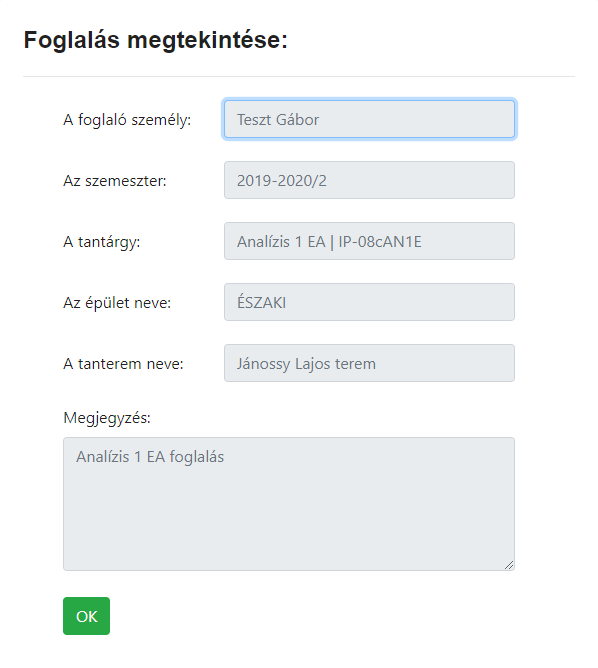 Foglalás megtekintése:
A foglaló személy: Teszt Gábor
Az szemeszter: 2019-2020/2
A tantárgy: Analízis 1 EA | IP-08cAN1E
Az épület neve: ÉSZAKI
A tanterem neve: Jánossy Lajos terem
Megjegyzés:
Analízis 1 EA foglalás
OK